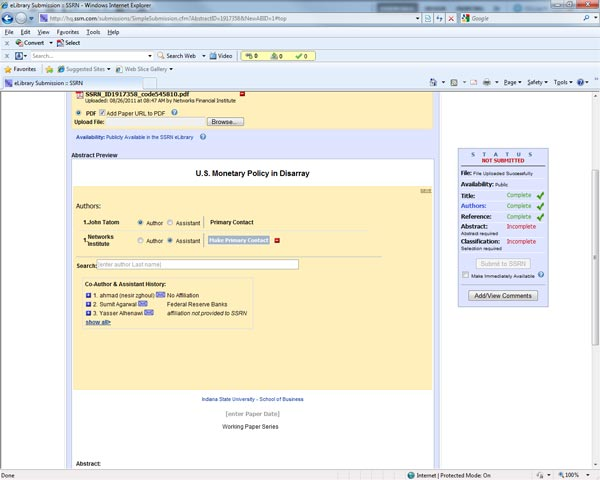 eLibrary Submission :: SSRN - Windows Internet Explorer
http://hq.ssrn.com/submissions/SimpleSubmission.cfm?AbstractID=1917358&NewABID=1#top
Google
File Edit View Favorites Tools Help
Convert Select
Search... Search Web Video 0 0 0
Favorites Suggested Sites Web Slice Gallery
eLibrary Submission :: SSRN
Page Safety Tools
SSRN_ID1917358_code545810.pdf
Uploaded: 08/26/2011 at 08:47 AM by Networks Financial Institute
PDF Add Paper URL to PDF
Upload File: Browse...
Availability: Publicly Available in the SSRN eLibrary
Abstract Preview
U.S. Monetary Policy in Disarray
save
Authors:
1. John Tatom Author Assistant Primary Contact
1. Networks Institute Author Assistant Make Primary Contact
Search: [enter author Last name]
Co-Author & Assistant History:
1. ahmad (nesir zghoul) No Affiliation
2. Sumit Agarwal Federal Reserve Banks
3. Yasser Alhenawi affiliation not provided to SSRN
show all>
Indiana State University - School of Business
[enter Paper Date]
Working Paper Series
Abstract:
STATUS
NOT SUBMITTED
File: File Uploaded Successfully
Availability: Public
Title: Complete
Authors: Complete
Reference: Complete
Abstract: Incomplete
Abstract required
Classification: Incomplete
Selection required
Submit to SSRN
Make Immediately Available
Add/View Comments
Done Internet | Protected Mode: On 100%